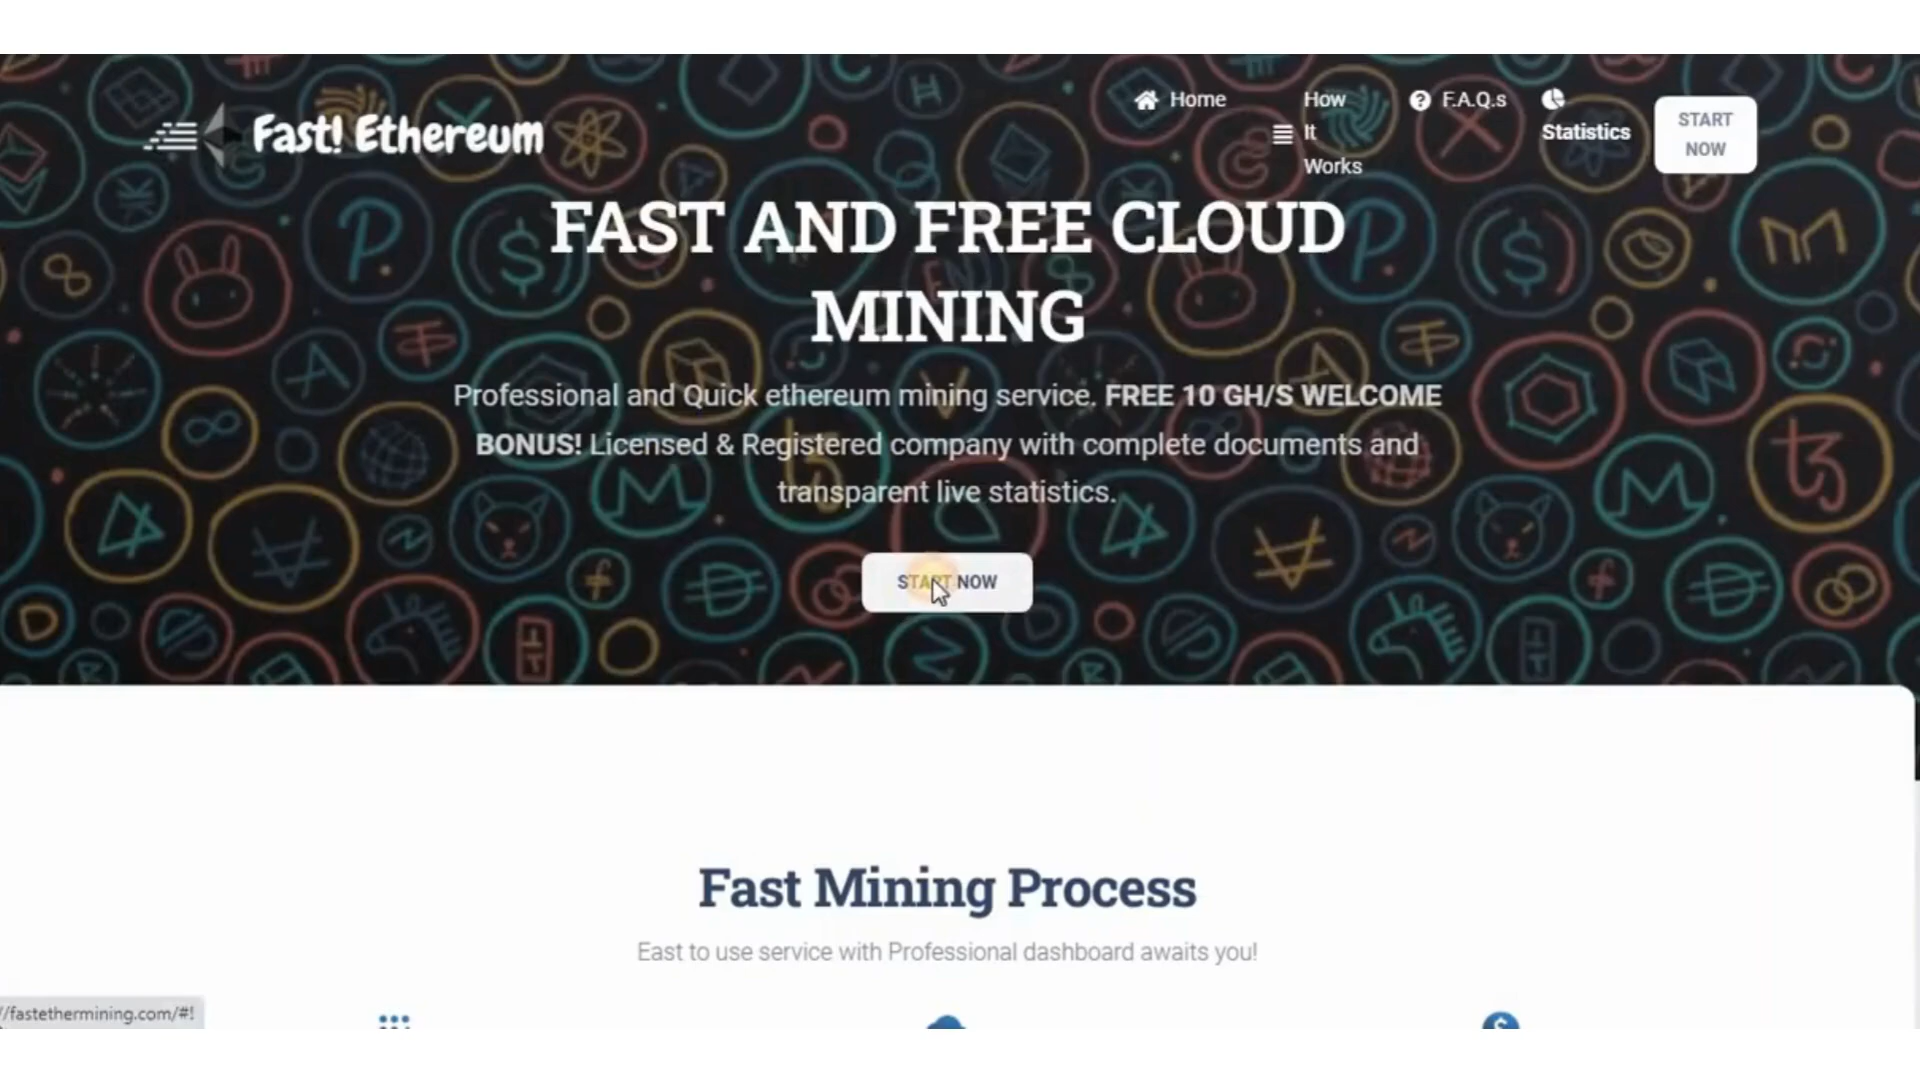 Fast! Ethereum
Home
How
It
Works
F.A.Q.s
Statistics
START
NOW
FAST AND FREE CLOUD
MINING
Professional and Quick ethereum mining service. FREE 10 GH/S WELCOME
BONUS! Licensed & Registered company with complete documents and
transparent live statistics.
START NOW
Fast Mining Process
East to use service with Professional dashboard awaits you!
//fastethermining.com/#!